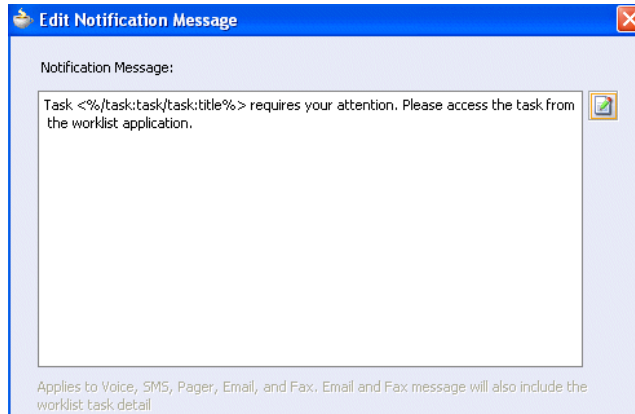 Edit Notification Message
Notification Message:
Task <%/task:task/task:title%> requires your attention. Please access the task from
the worklist application.
Applies to Voice, SMS, Pager, Email, and Fax. Email and Fax message will also include the
worklist task detail